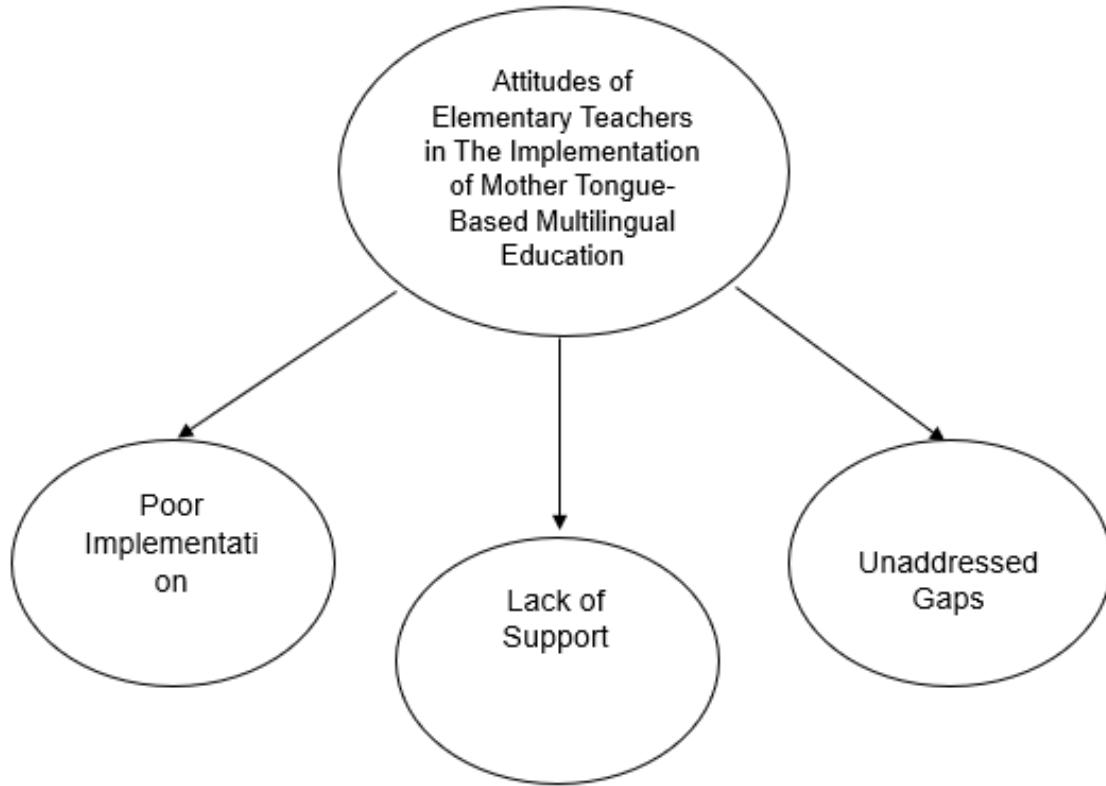 Attitudes of
Elementary Teachers
in The Implementation
of Mother Tongue-
Based Multilingual
Education
Poor
Implementati
on
Lack of
Support
Unaddressed
Gaps